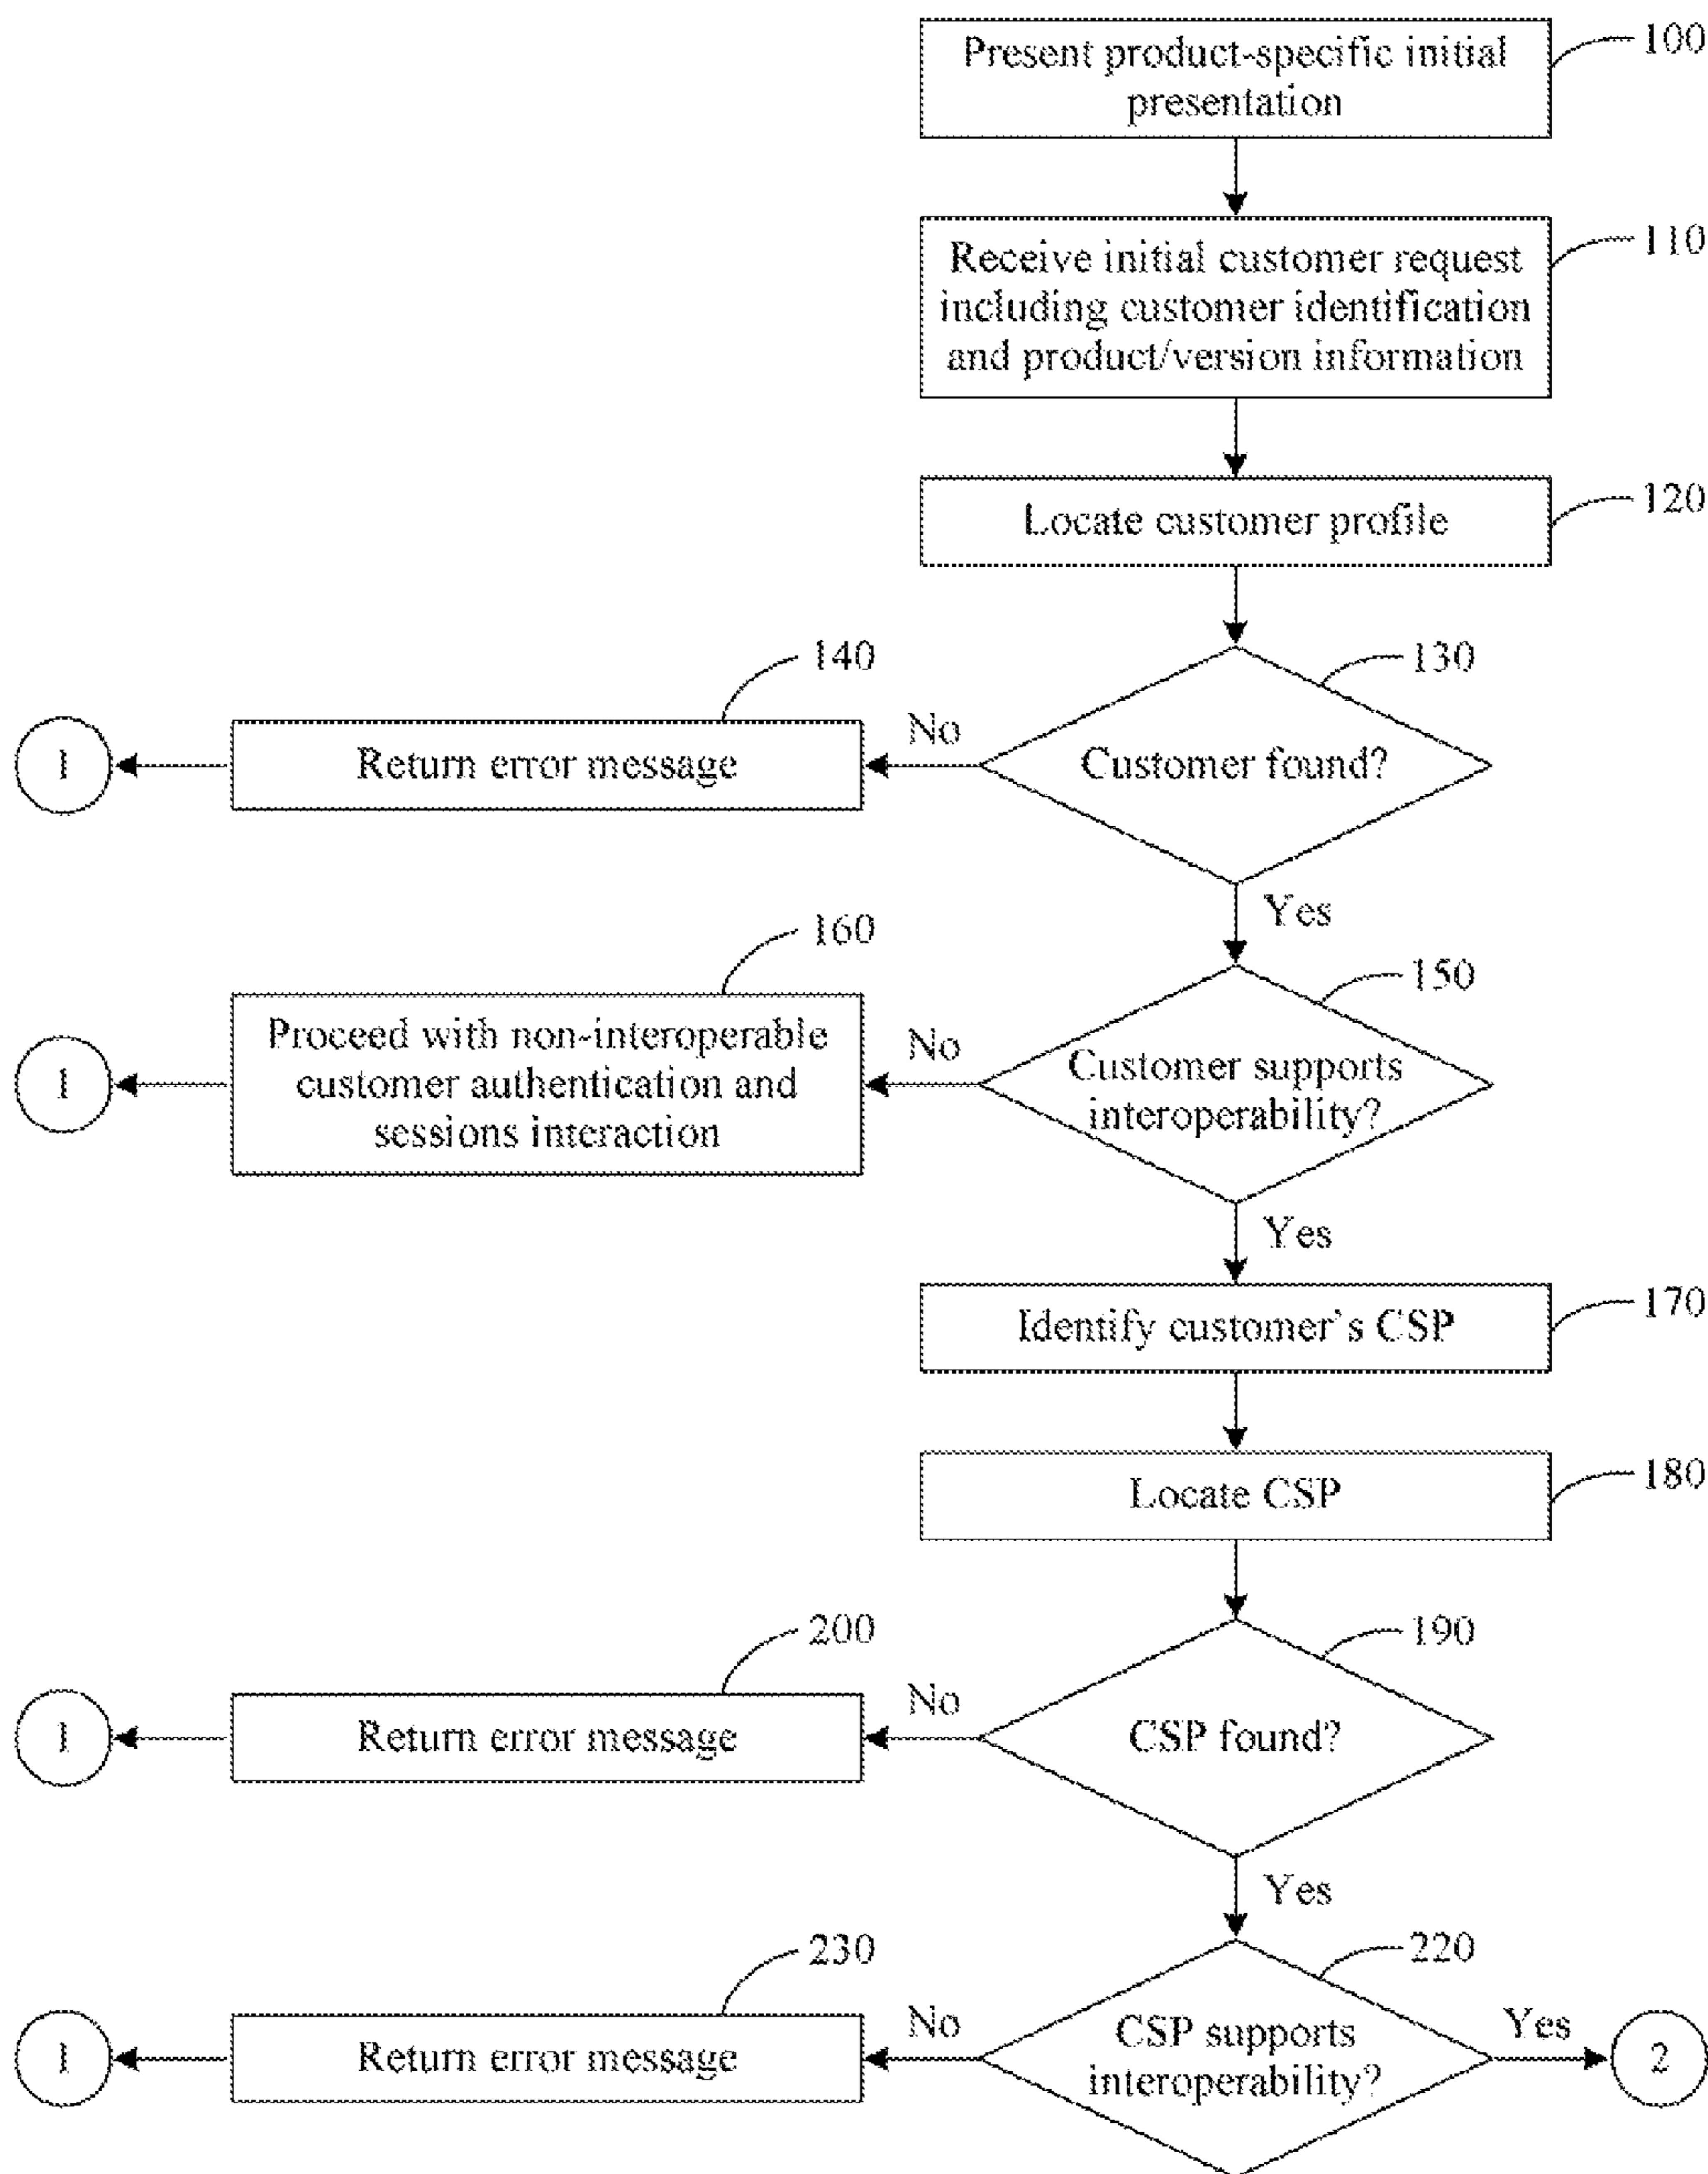 Present product-specific initial
presentation
100
Receive initial customer request
including customer identification
and product/version information
110
Locate customer profile
120
130
Customer found?
No
140
Return error message
1
Yes
150
Customer supports
interoperability?
No
160
Proceed with non-interoperable
customer authentication and
sessions interaction
1
Yes
Identify customer's CSP
170
Locate CSP
180
190
CSP found?
No
200
Return error message
1
Yes
220
CSP supports
interoperability?
No
230
Return error message
1
Yes
2